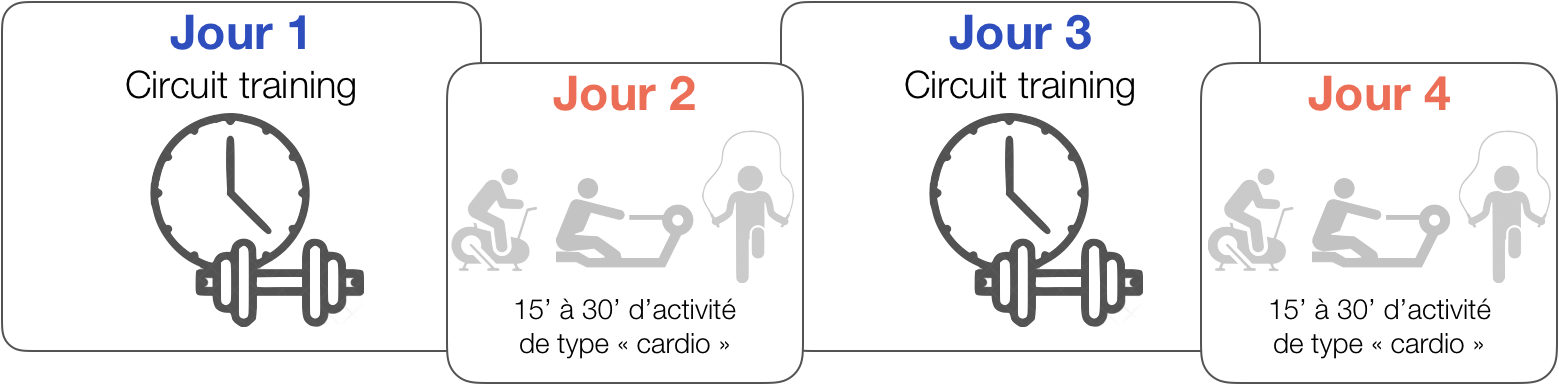 Jour 1
Circuit training
Jour 2
15’ à 30’ d’activité
de type « cardio »
Jour 3
Circuit training
Jour 4
15’ à 30’ d’activité
de type « cardio »